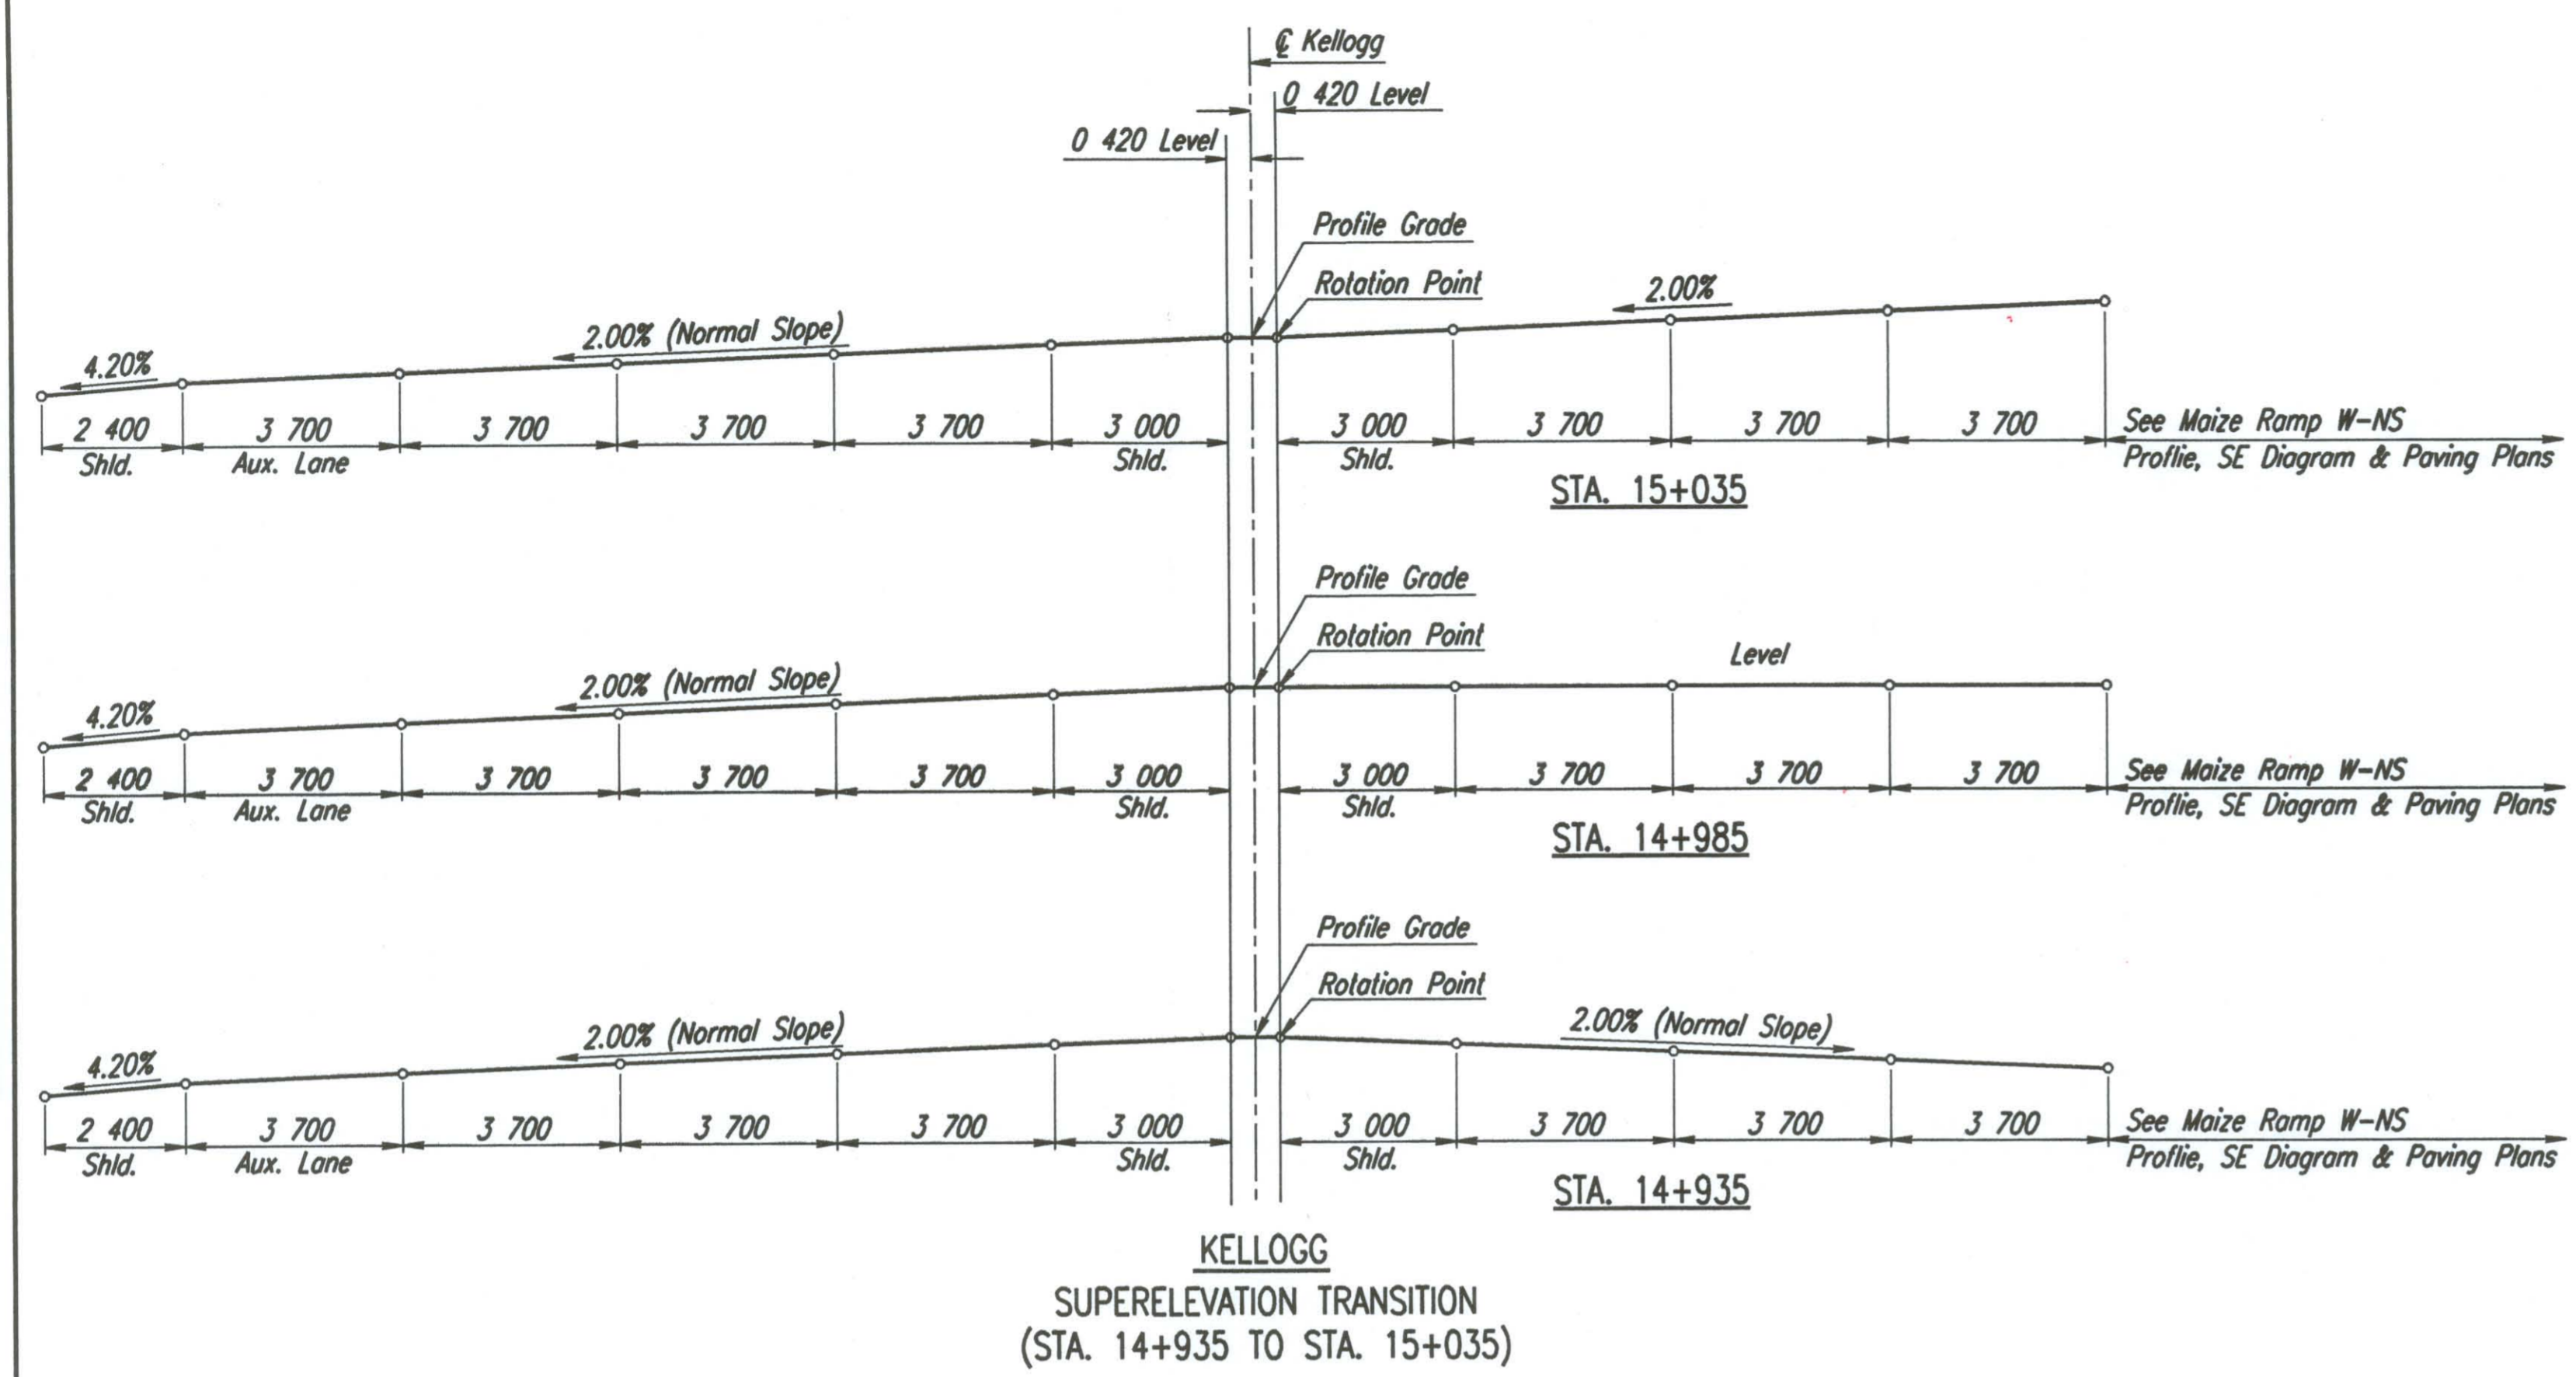 ℄ Kellogg
0 420 Level
0 420 Level
Profile Grade
Rotation Point
2.00%
2.00% (Normal Slope)
4.20%
2 400 3 700 3 700 3 700 3 700 3 000 3 000 3 700 3 700 3 700 See Maize Ramp W-NS
Shld. Aux. Lane Shld. Shld. Proflie, SE Diagram & Paving Plans
STA. 15+035
Profile Grade
Rotation Point
Level
2.00% (Normal Slope)
4.20%
2 400 3 700 3 700 3 700 3 700 3 000 3 000 3 700 3 700 3 700 See Maize Ramp W-NS
Shld. Aux. Lane Shld. Shld. Proflie, SE Diagram & Paving Plans
STA. 14+985
Profile Grade
Rotation Point
2.00% (Normal Slope) 2.00% (Normal Slope)
4.20%
2 400 3 700 3 700 3 700 3 700 3 000 3 000 3 700 3 700 3 700 See Maize Ramp W-NS
Shld. Aux. Lane Shld. Shld. Proflie, SE Diagram & Paving Plans
STA. 14+935
KELLOGG
SUPERELEVATION TRANSITION
(STA. 14+935 TO STA. 15+035)